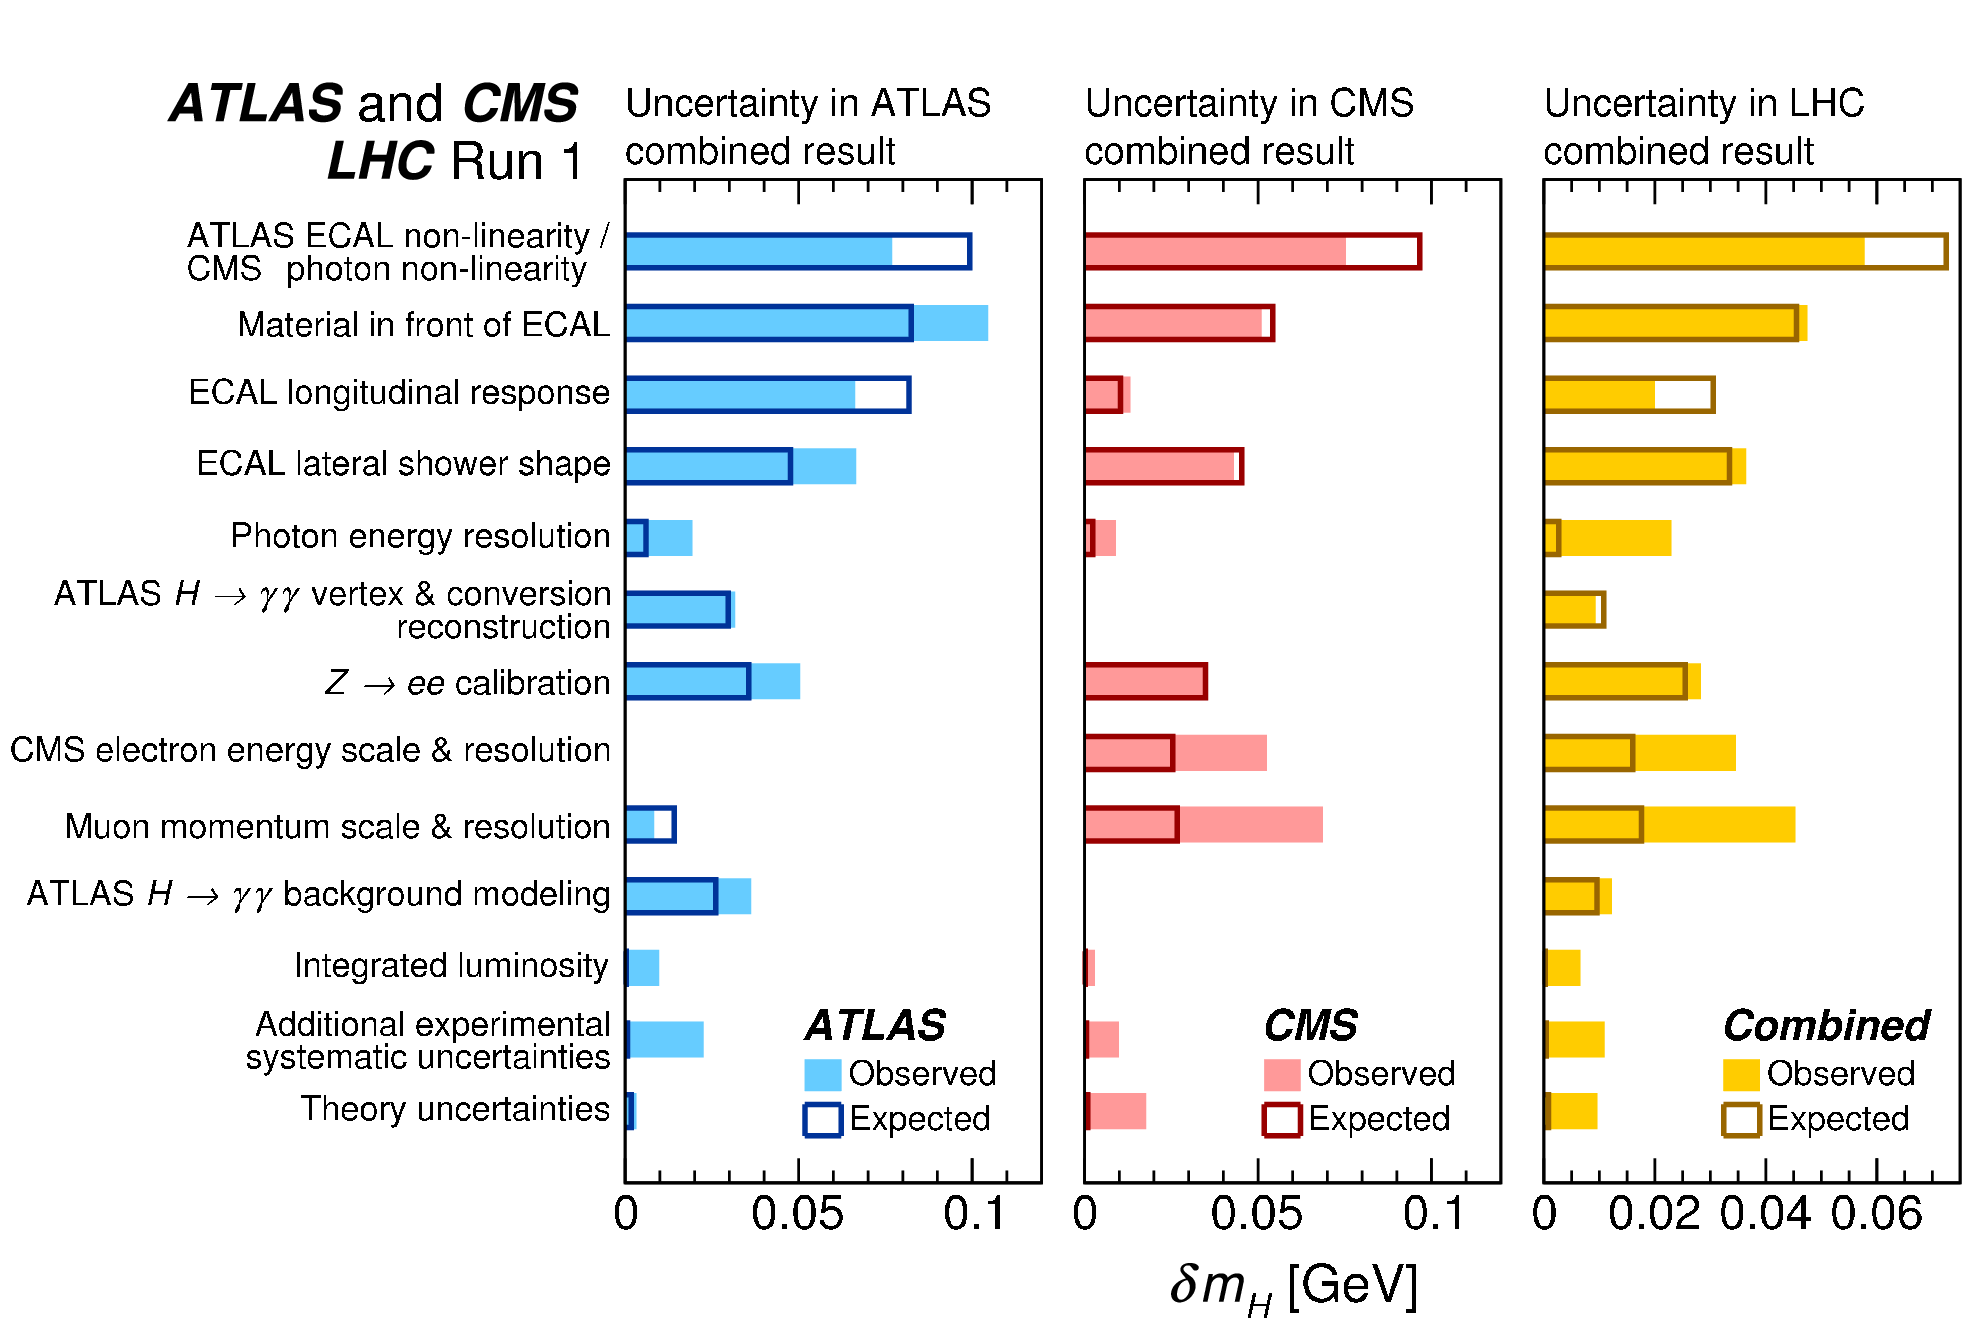 ATLAS and CMS
LHC Run 1
Uncertainty in ATLAS
combined result
Uncertainty in CMS
combined result
Uncertainty in LHC
combined result
ATLAS ECAL non-linearity /
CMS photon non-linearity
Material in front of ECAL
ECAL longitudinal response
ECAL lateral shower shape
Photon energy resolution
ATLAS H → γγ vertex & conversion
reconstruction
Z → ee calibration
CMS electron energy scale & resolution
Muon momentum scale & resolution
ATLAS H → γγ background modeling
Integrated luminosity
Additional experimental
systematic uncertainties
Theory uncertainties
ATLAS
Observed
Expected
CMS
Observed
Expected
Combined
Observed
Expected
0 0.05 0.1
0 0.05 0.1
0 0.02 0.04 0.06
δm_H [GeV]